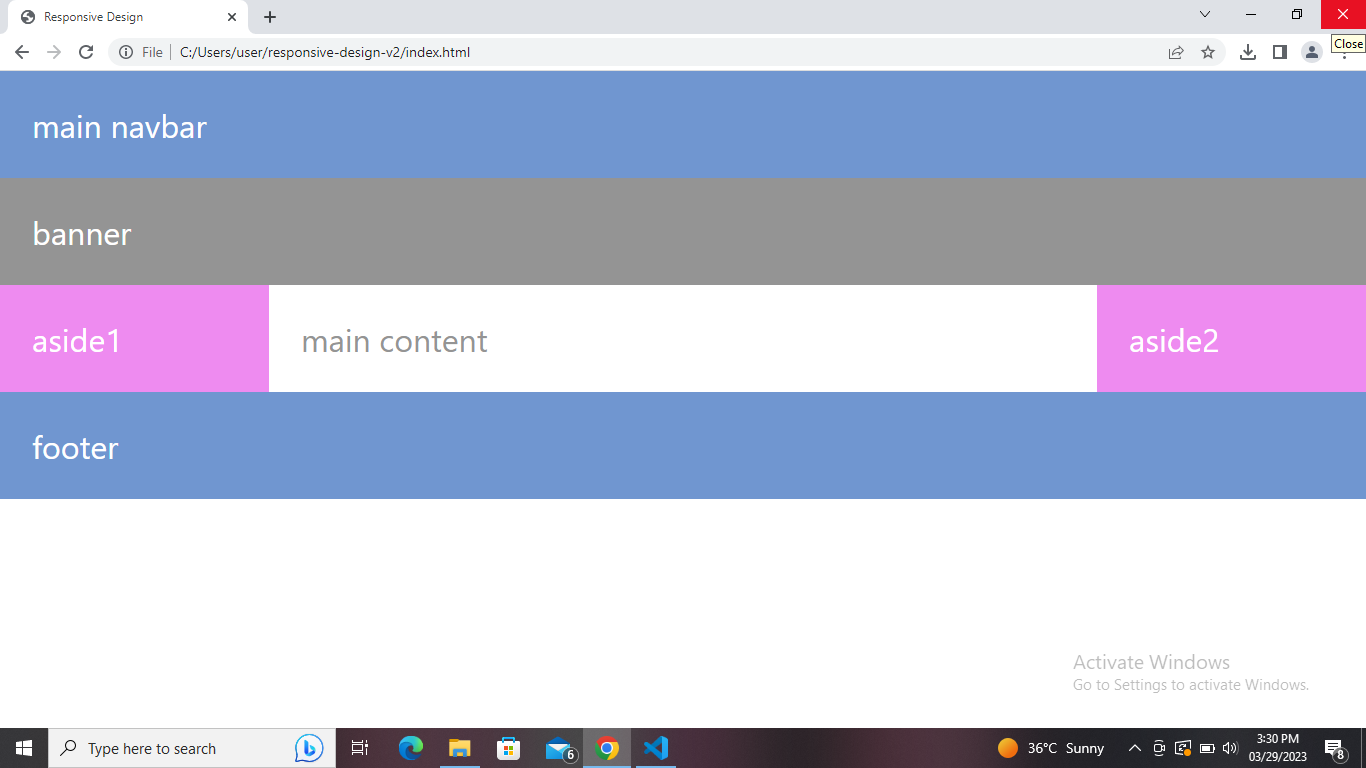 Responsive Design
File
C:/Users/user/responsive-design-v2/index.html
Close
main navbar
banner
aside1
main content
aside2
footer
Activate Windows
Go to Settings to activate Windows.
Type here to search
6
36°C Sunny
3:30 PM
03/29/2023
8